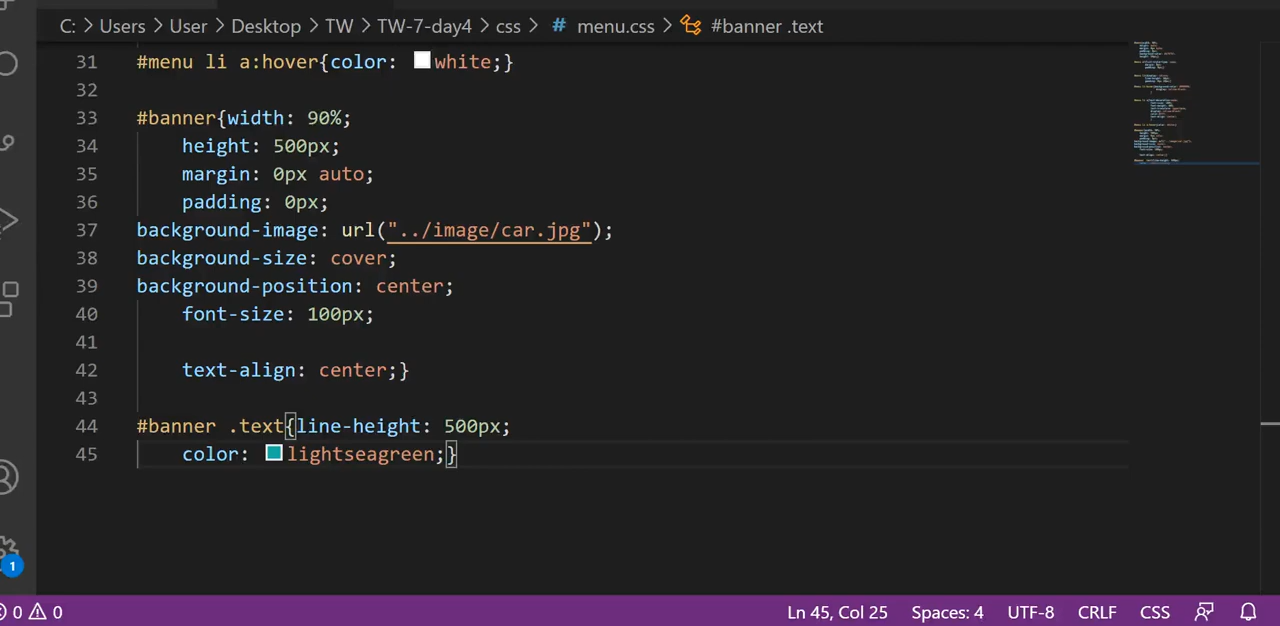 C: > Users > User > Desktop > TW > TW-7-day4 > css > # menu.css > #banner .text
31 #menu li a:hover{color: white;}
32
33 #banner{width: 90%;
34 height: 500px;
35 margin: 0px auto;
36 padding: 0px;
37 background-image: url("../image/car.jpg");
38 background-size: cover;
39 background-position: center;
40 font-size: 100px;
41
42 text-align: center;}
43
44 #banner .text{line-height: 500px;
45 color: lightseagreen;}
1
0 0 Ln 45, Col 25 Spaces: 4 UTF-8 CRLF CSS